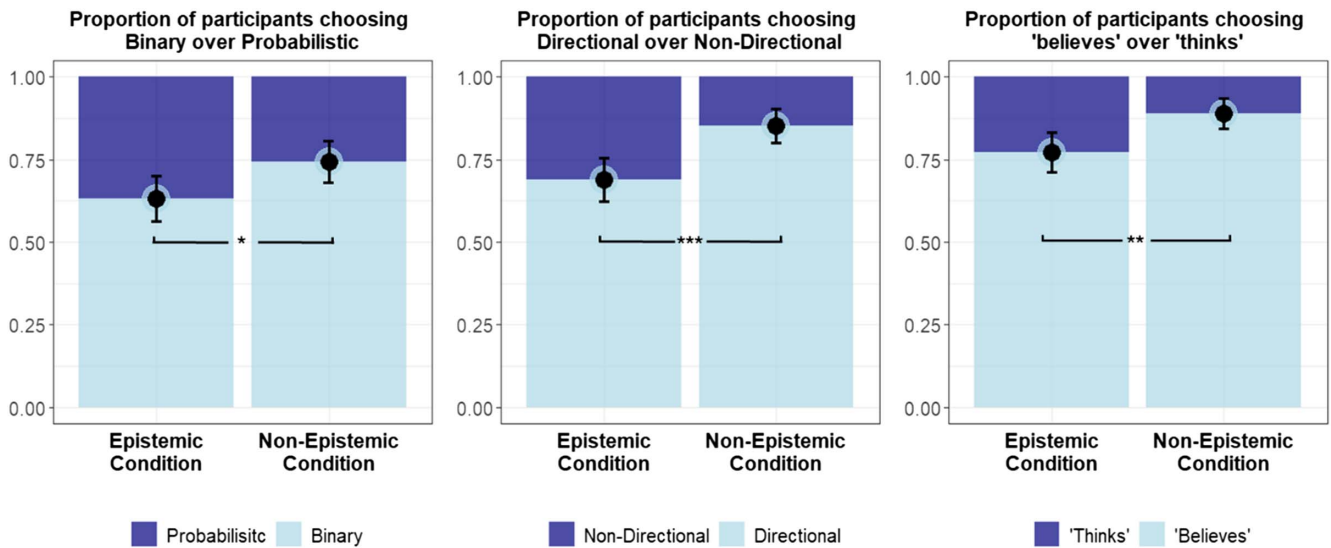 Proportion of participants choosing
Binary over Probabilistic
1.00
0.75
0.50
0.25
0.00
*
Epistemic
Condition
Non-Epistemic
Condition
Probabilisitc
Binary
Proportion of participants choosing
Directional over Non-Directional
1.00
0.75
0.50
0.25
0.00
***
Epistemic
Condition
Non-Epistemic
Condition
Non-Directional
Directional
Proportion of participants choosing
'believes' over 'thinks'
1.00
0.75
0.50
0.25
0.00
**
Epistemic
Condition
Non-Epistemic
Condition
'Thinks'
'Believes'